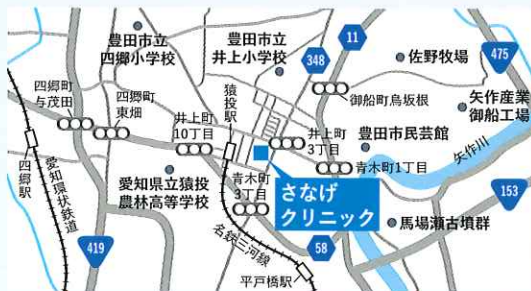 豊田市立
四郷小学校
豊田市立
井上小学校
11
348
佐野牧場
475
四郷町
与茂田
四郷町
東畑
猿投駅
井上町
10丁目
御船町鳥坂根
矢作産業
御船工場
井上町
3丁目
豊田市民芸館
矢作川
四郷駅
愛知県状鉄道
愛知県立猿投
農林高等学校
青木町
3丁目
青木町1丁目
さなげ
クリニック
153
馬場瀬古墳群
419
名鉄三河線
58
平戸橋駅